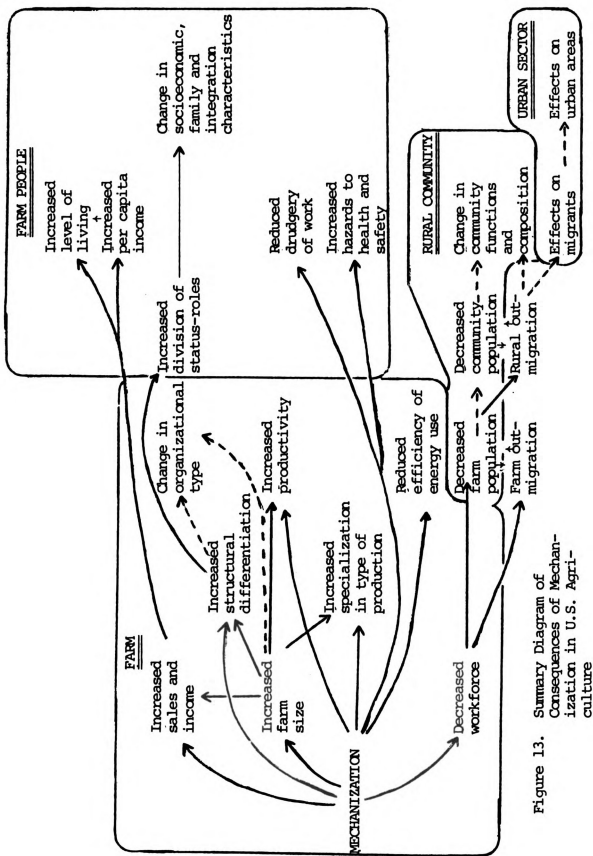 FARM
Increased
sales and
income
Increased
farm
size
MECHANIZATION
Decreased
workforce
Increased
structural
differentiation
Change in
organizational
type
Increased
productivity
Increased
specialization
in type of
production
Reduced
efficiency of
energy use
FARM PEOPLE
Increased
level of
living
+
Increased
per capita
income
Increased
division of
status-roles
Change in
socioeconomic,
family and
integration
characteristics
Reduced
drudgery
of work
Increased
hazards to
health and
safety
RURAL COMMUNITY
Decreased
farm
population
Farm out-
migration
Decreased
community
population
Rural out-
migration
Change in
community
functions
and
composition
URBAN SECTOR
Effects on
migrants
Effects on
urban areas
Figure 13. Summary Diagram of
Consequences of Mechan-
ization in U.S. Agri-
culture